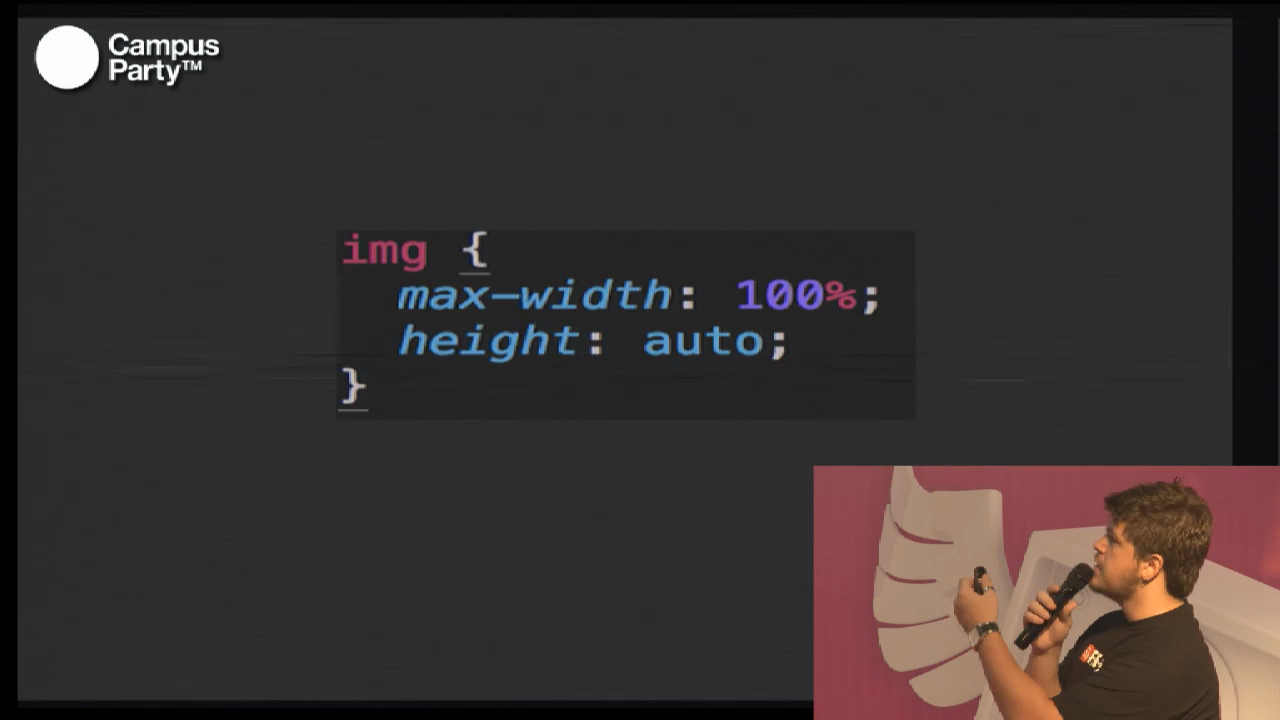 Campus
Party™
img {
max-width: 100%;
height: auto;
}